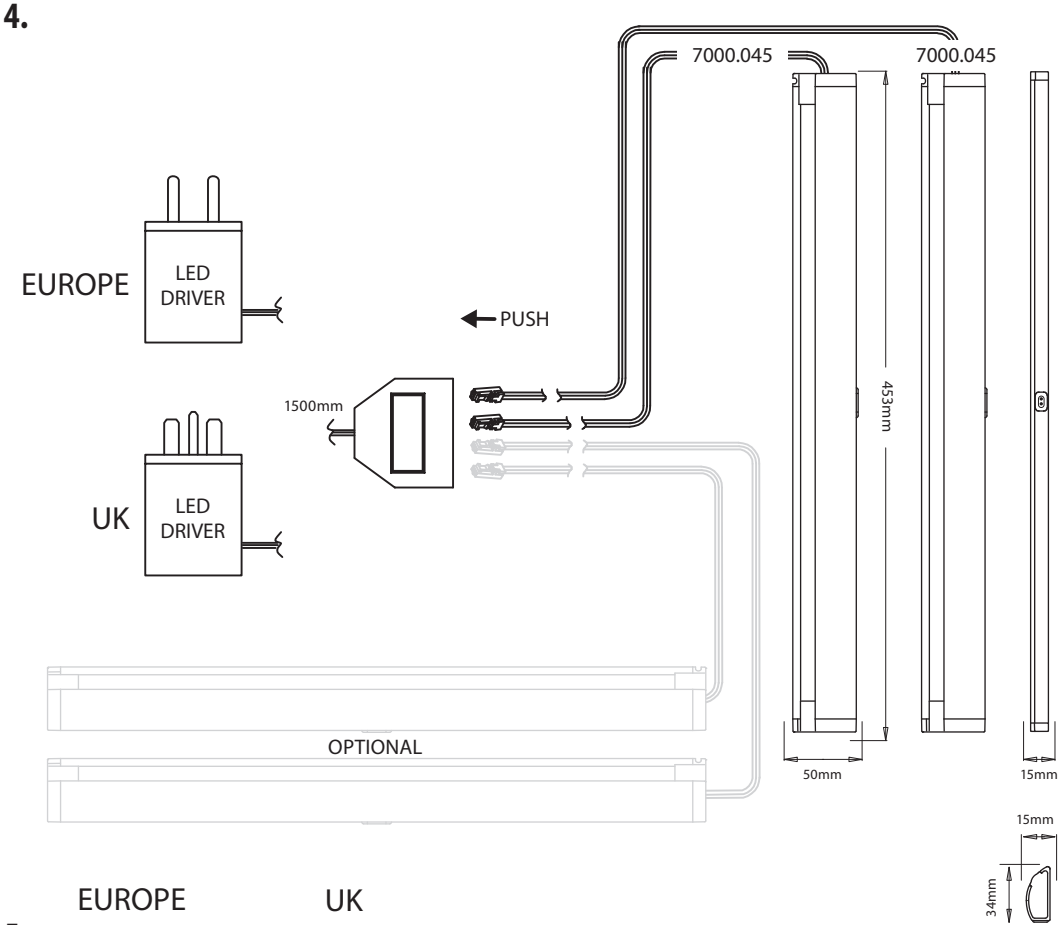 4.
7000.045
7000.045
EUROPE
LED
DRIVER
PUSH
1500mm
453mm
UK
LED
DRIVER
OPTIONAL
50mm
15mm
15mm
34mm
EUROPE
UK